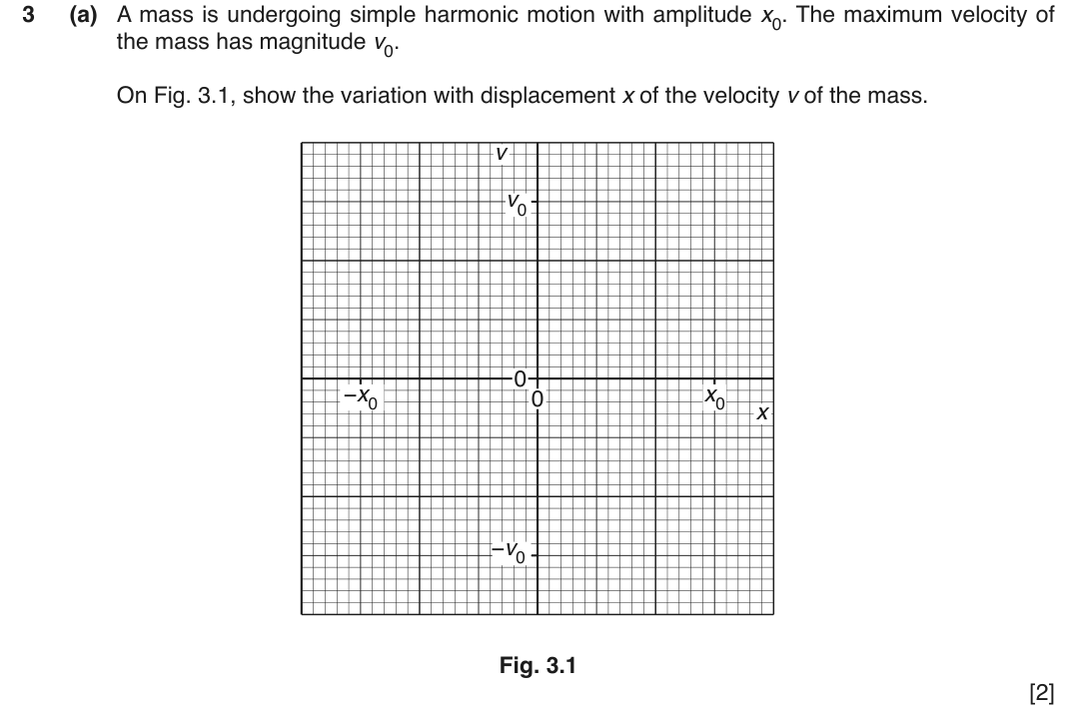 3 (a) A mass is undergoing simple harmonic motion with amplitude x₀. The maximum velocity of
the mass has magnitude v₀.
On Fig. 3.1, show the variation with displacement x of the velocity v of the mass.
v
v₀
0
–x₀
0
x₀
x
–v₀
Fig. 3.1
[2]